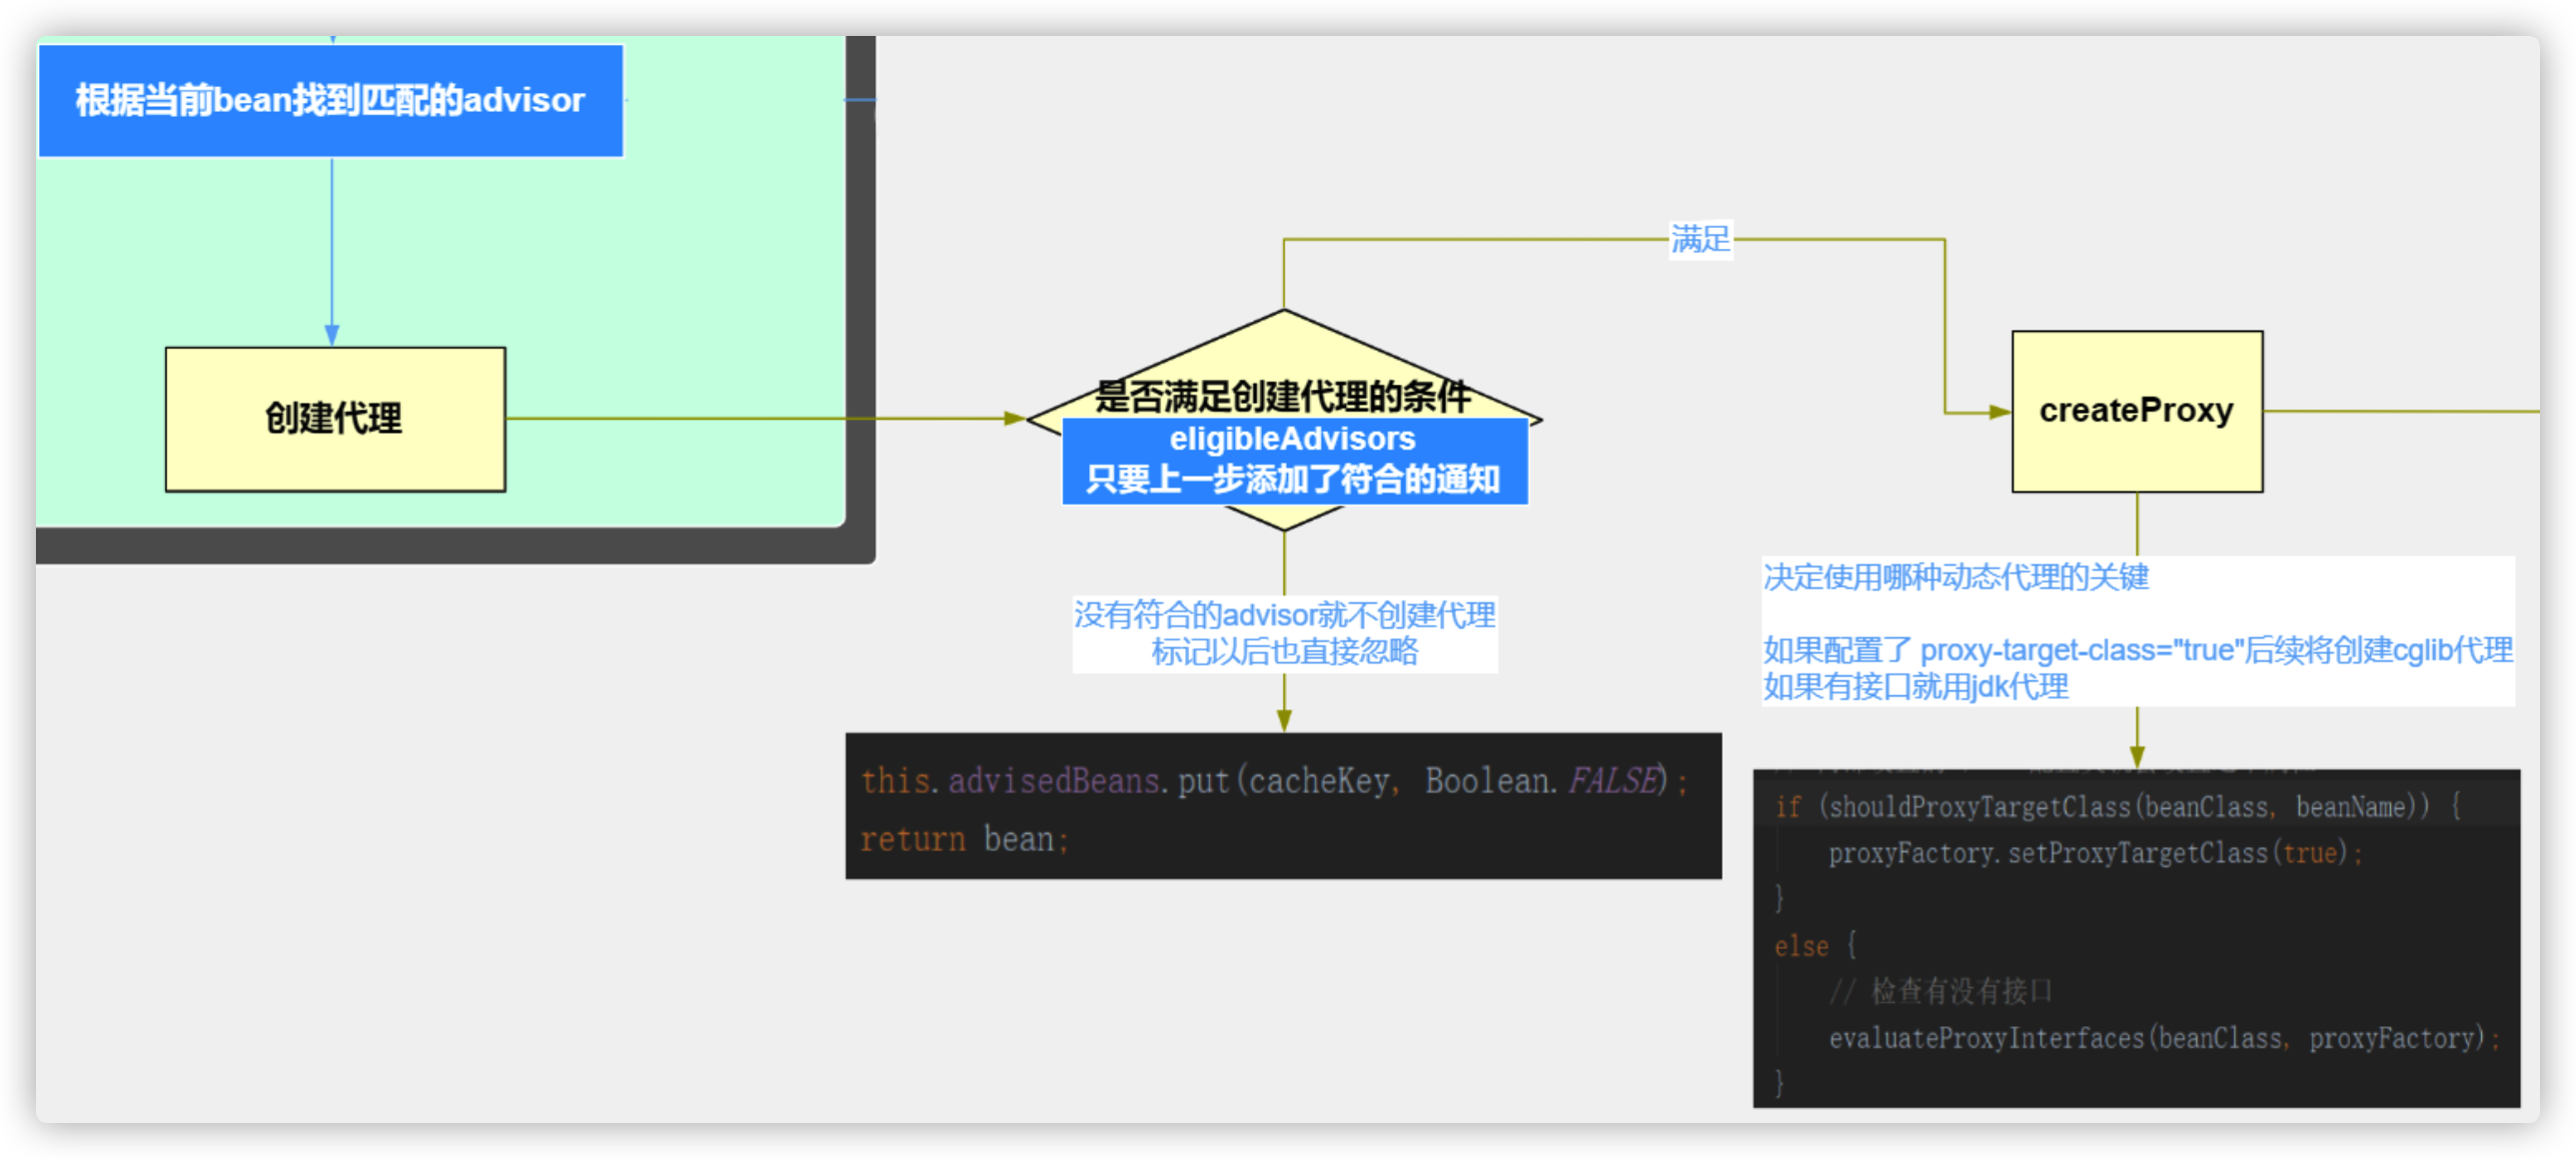 根据当前bean找到匹配的advisor
创建代理
是否满足创建代理的条件
eligibleAdvisors
只要上一步添加了符合的通知
满足
createProxy
没有符合的advisor就不创建代理
标记以后也直接忽略
this.advisedBeans.put(cacheKey, Boolean.FALSE);
return bean;
决定使用哪种动态代理的关键
如果配置了 proxy-target-class="true"后续将创建cglib代理
如果有接口就用jdk代理
if (shouldProxyTargetClass(beanClass, beanName)) {
proxyFactory.setProxyTargetClass(true);
}
else {
// 检查有没有接口
evaluateProxyInterfaces(beanClass, proxyFactory);
}